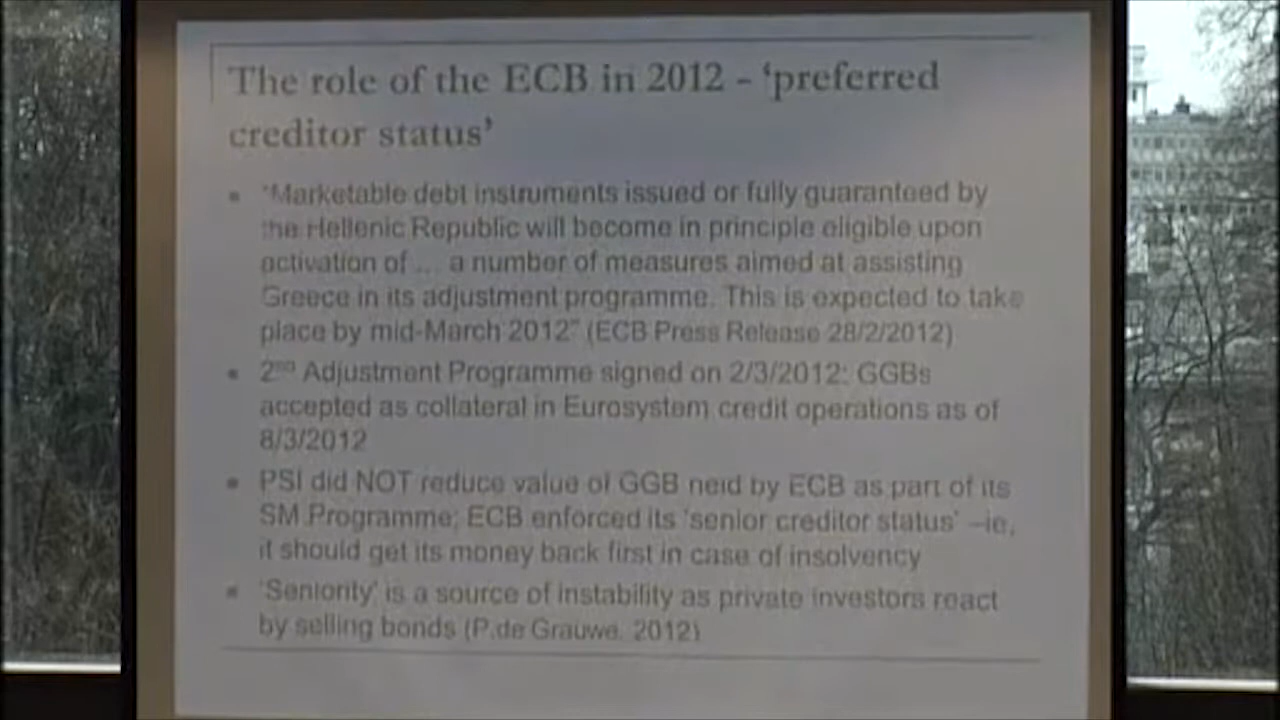 The role of the ECB in 2012 – ‘preferred
creditor status’
• “Marketable debt instruments issued or fully guaranteed by
the Hellenic Republic will become in principle eligible upon
activation of ... a number of measures aimed at assisting
Greece in its adjustment programme. This is expected to take
place by mid-March 2012” (ECB Press Release 28/2/2012)
• 2nd Adjustment Programme signed on 2/3/2012: GGBs
accepted as collateral in Eurosystem credit operations as of
8/3/2012
• PSI did NOT reduce value of GGB held by ECB as part of its
SM Programme; ECB enforced its ‘senior creditor status’ –ie,
it should get its money back first in case of insolvency
• ‘Seniority’ is a source of instability as private investors react
by selling bonds (P.de Grauwe, 2012)